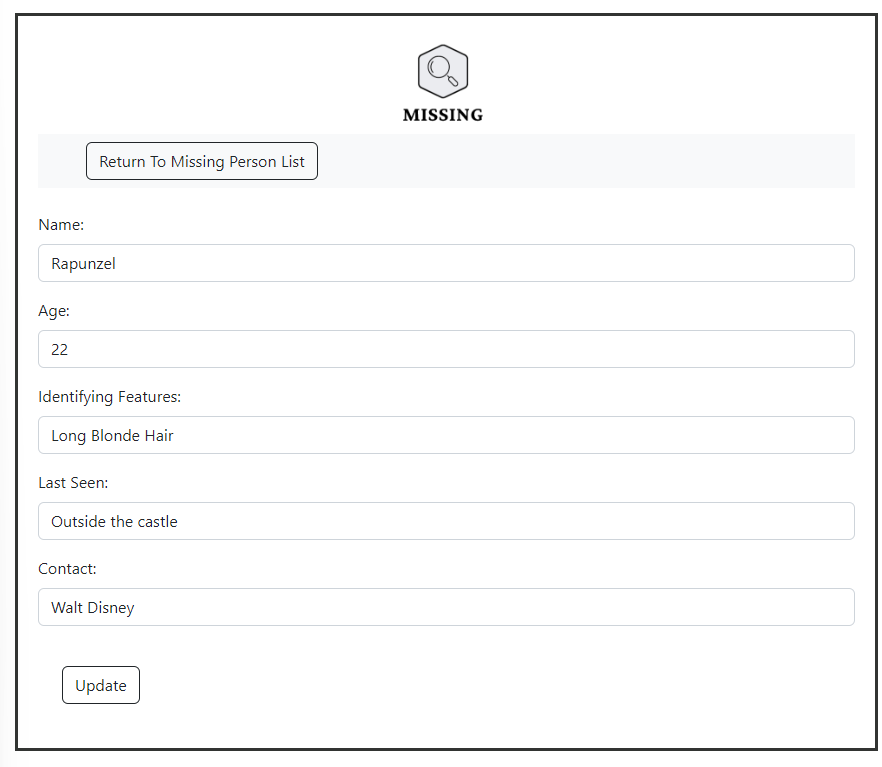 MISSING
Return To Missing Person List
Name:
Rapunzel
Age:
22
Identifying Features:
Long Blonde Hair
Last Seen:
Outside the castle
Contact:
Walt Disney
Update